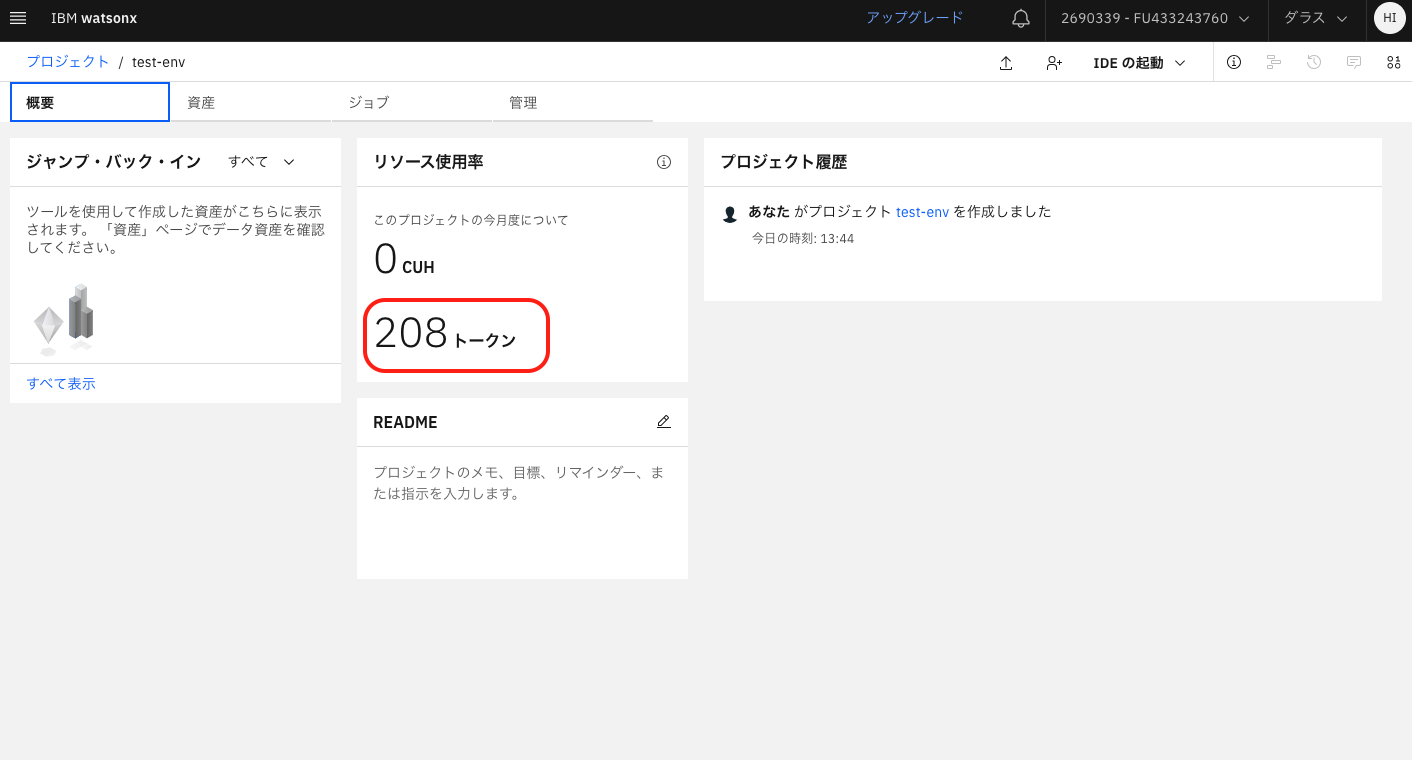 IBM watsonx
アップグレード
2690339 - FU433243760
ダラス
HI
プロジェクト / test-env
IDE の起動
概要
資産
ジョブ
管理
ジャンプ・バック・イン
すべて
ツールを使用して作成した資産がこちらに表示
されます。 「資産」ページでデータ資産を確認
してください。
すべて表示
リソース使用率
このプロジェクトの今月度について
0 CUH
208 トークン
README
プロジェクトのメモ、目標、リマインダー、ま
たは指示を入力します。
プロジェクト履歴
あなた がプロジェクト test-env を作成しました
今日の時刻: 13:44